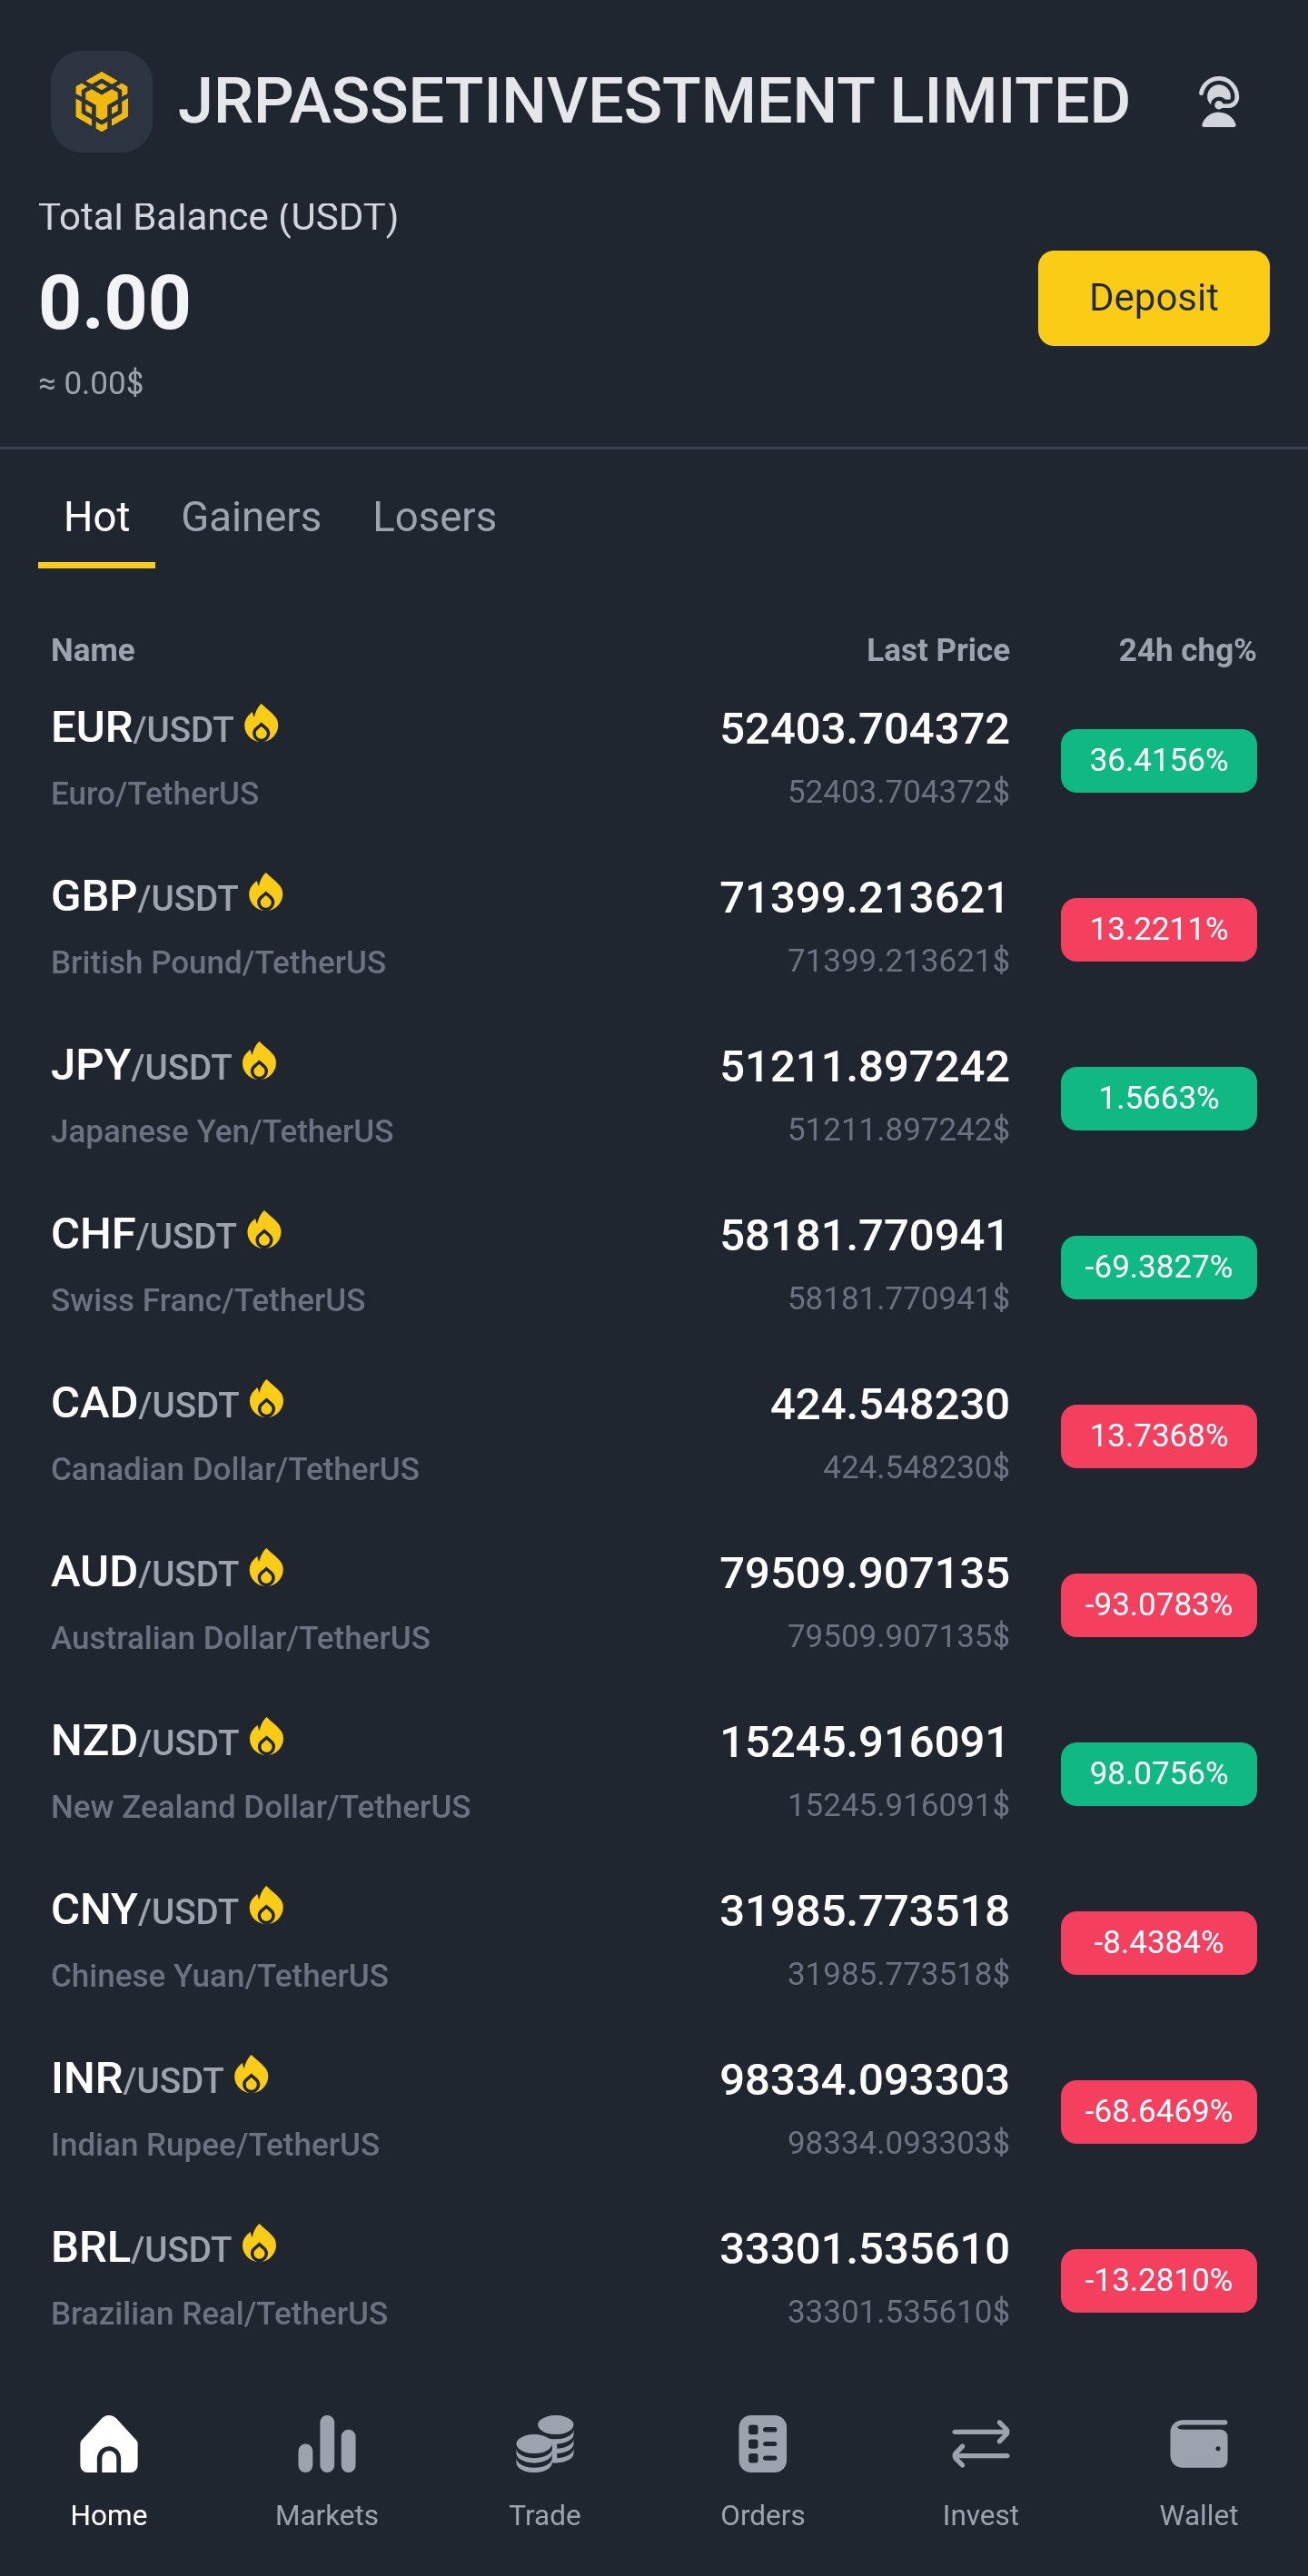 JRPASSETINVESTMENT LIMITED
Total Balance (USDT)
0.00
Deposit
≈ 0.00$
Hot Gainers Losers
Name Last Price 24h chg%
EUR/USDT 52403.704372
36.4156%
Euro/TetherUS 52403.704372$
GBP/USDT 71399.213621
13.2211%
British Pound/TetherUS 71399.213621$
JPY/USDT 51211.897242
1.5663%
Japanese Yen/TetherUS 51211.897242$
CHF/USDT 58181.770941
-69.3827%
Swiss Franc/TetherUS 58181.770941$
CAD/USDT 424.548230
13.7368%
Canadian Dollar/TetherUS 424.548230$
AUD/USDT 79509.907135
-93.0783%
Australian Dollar/TetherUS 79509.907135$
NZD/USDT 15245.916091
98.0756%
New Zealand Dollar/TetherUS 15245.916091$
CNY/USDT 31985.773518
-8.4384%
Chinese Yuan/TetherUS 31985.773518$
INR/USDT 98334.093303
-68.6469%
Indian Rupee/TetherUS 98334.093303$
BRL/USDT 33301.535610
-13.2810%
Brazilian Real/TetherUS 33301.535610$
Home Markets Trade Orders Invest Wallet